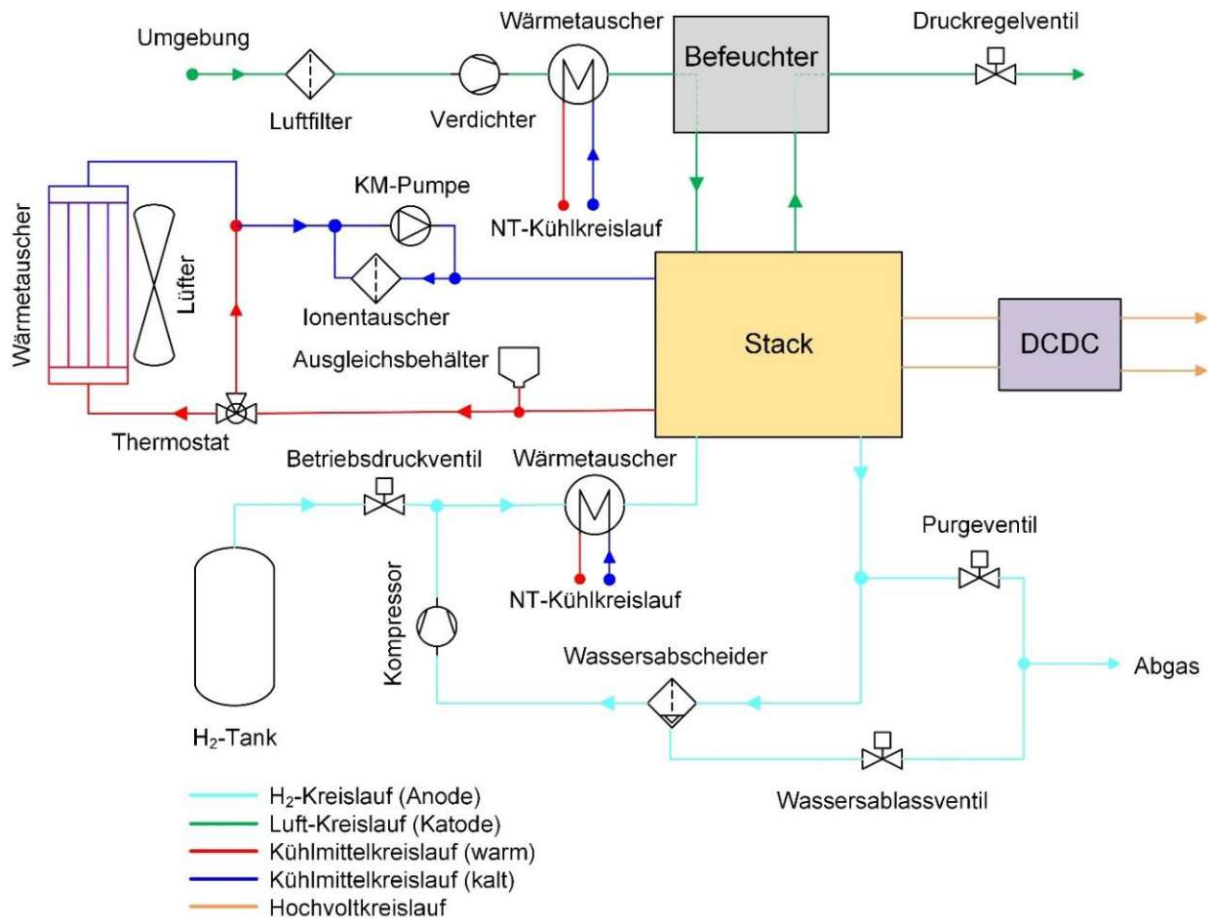 Wärmetauscher
Druckregelventil
Umgebung
Befeuchter
Luftfilter
Verdichter
KM-Pumpe
NT-Kühlkreislauf
Wärmetauscher
Lüfter
Ionentauscher
Stack
DCDC
Ausgleichsbehälter
Thermostat
Betriebsdruckventil
Wärmetauscher
Purgeventil
NT-Kühlkreislauf
Kompressor
Wassersabscheider
Abgas
H₂-Tank
Wassersablassventil
H₂-Kreislauf (Anode)
Luft-Kreislauf (Katode)
Kühlmittelkreislauf (warm)
Kühlmittelkreislauf (kalt)
Hochvoltkreislauf